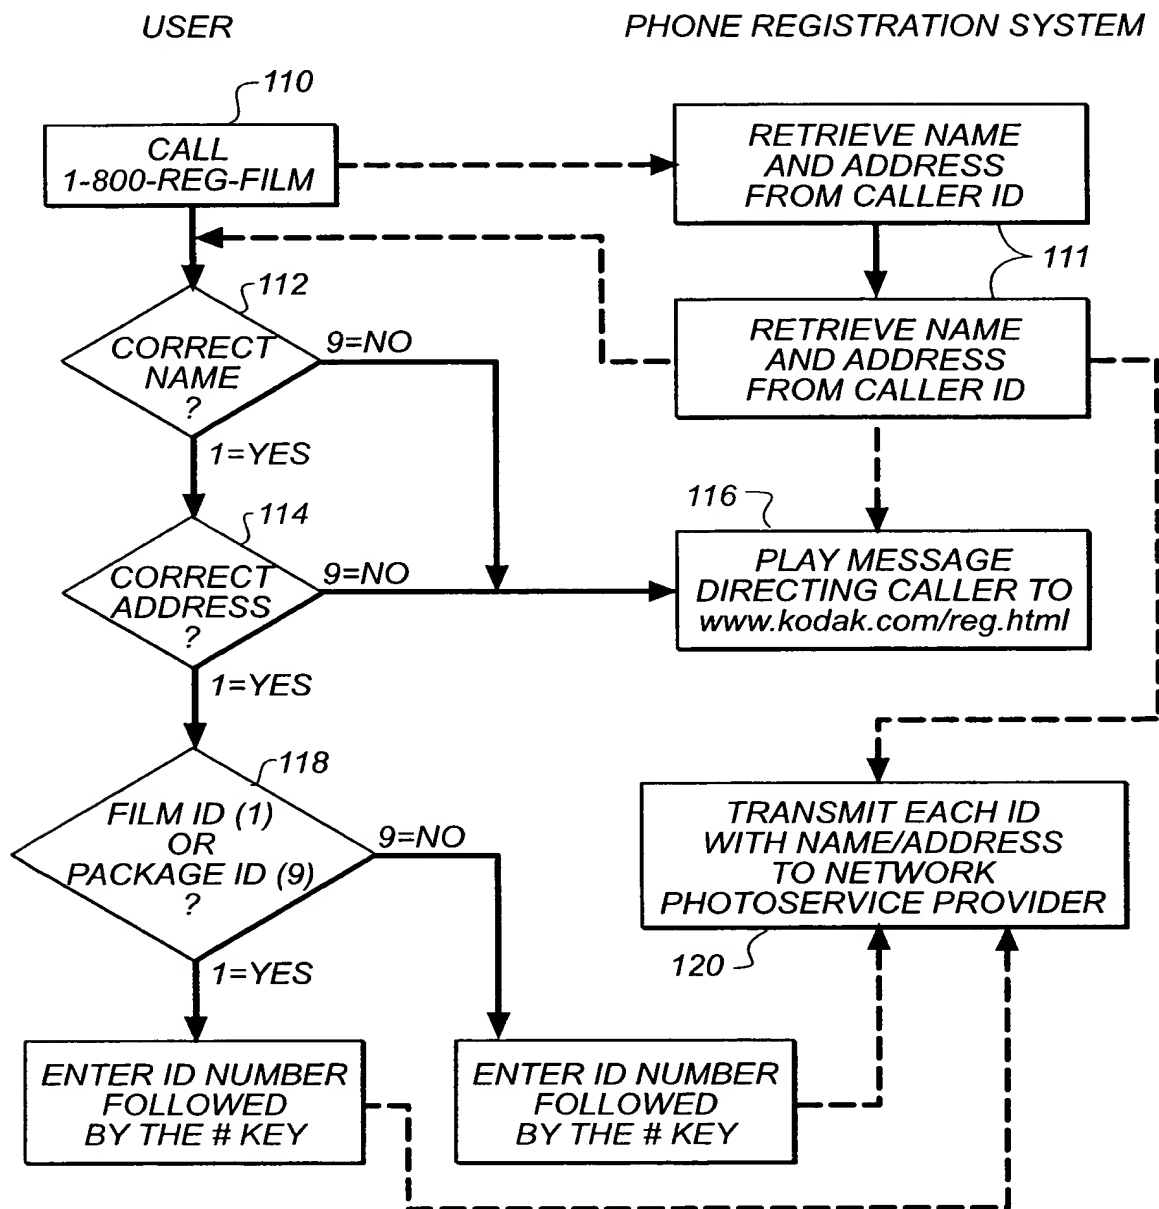 USER
PHONE REGISTRATION SYSTEM
110
CALL
1-800-REG-FILM
RETRIEVE NAME
AND ADDRESS
FROM CALLER ID
111
112
CORRECT
NAME
?
9=NO
1=YES
RETRIEVE NAME
AND ADDRESS
FROM CALLER ID
114
CORRECT
ADDRESS
?
9=NO
1=YES
116
PLAY MESSAGE
DIRECTING CALLER TO
www.kodak.com/reg.html
118
FILM ID (1)
OR
PACKAGE ID (9)
?
9=NO
1=YES
TRANSMIT EACH ID
WITH NAME/ADDRESS
TO NETWORK
PHOTOSERVICE PROVIDER
120
ENTER ID NUMBER
FOLLOWED
BY THE # KEY
ENTER ID NUMBER
FOLLOWED
BY THE # KEY